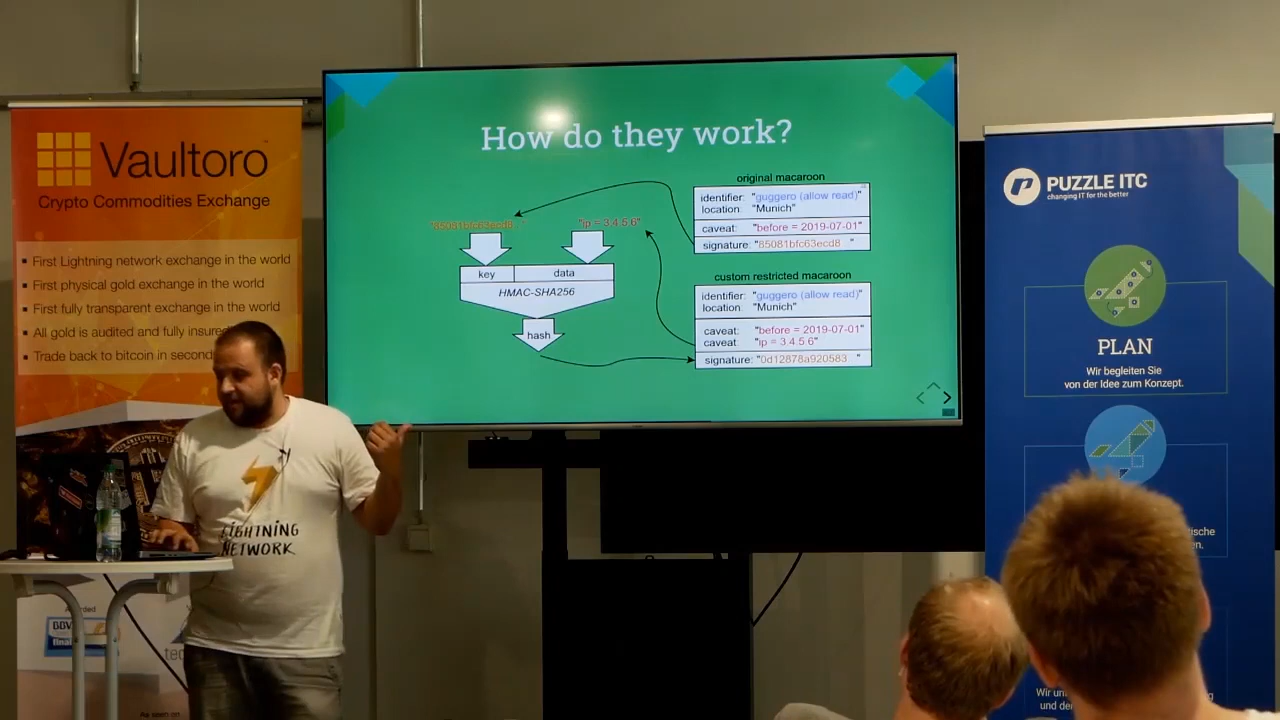 Vaultoro
Crypto Commodities Exchange
First Lightning network exchange in the world
First physical gold exchange in the world
First fully transparent exchange in the world
All gold is audited and fully insured
Trade back to bitcoin in
LIGHTNING
NETWORK
BBV
How do they work?
"85081bfc63ecd8
"ip = 3.4.5.6"
key
data
HMAC-SHA256
hash
original macaroon
identifier: "guggero (allow read)"
location: "Munich"
caveat: "before = 2019-07-01"
signature: "85081bfc63ecd8 "
custom restricted macaroon
identifier: "guggero (allow read)"
location: "Munich"
caveat: "before = 2019-07-01"
caveat: "ip = 3.4.5.6"
signature: "0d12878a920583 "
PUZZLE ITC
changing IT for the better
PLAN
Wir begleiten Sie
von der Idee zum Konzept.
Wir
und